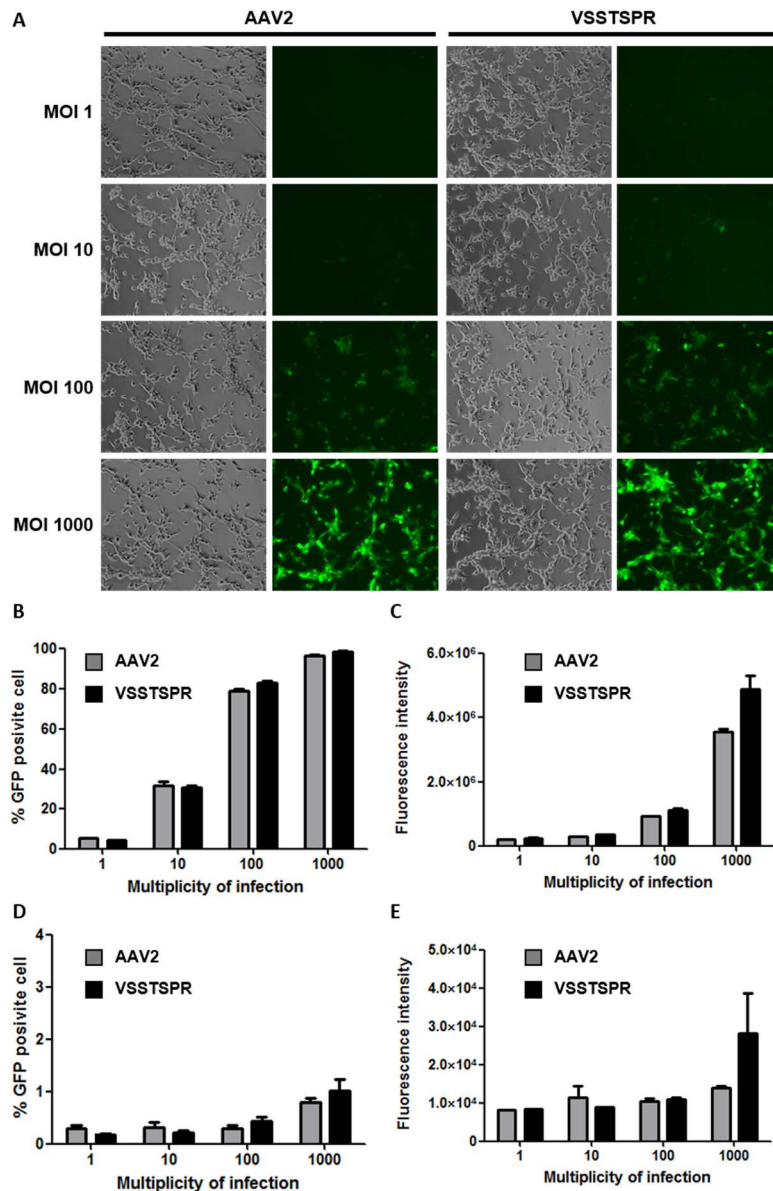 A
AAV2
VSSTSPR
MOI 1
MOI 10
MOI 100
MOI 1000
B
% GFP posivite cell
100
80
60
40
20
0
AAV2
VSSTSPR
1
10
100
1000
Multiplicity of infection
C
Fluorescence intensity
6.0×10⁶
4.0×10⁶
2.0×10⁶
0
AAV2
VSSTSPR
1
10
100
1000
Multiplicity of infection
D
% GFP posivite cell
4
3
2
1
0
AAV2
VSSTSPR
1
10
100
1000
Multiplicity of infection
E
Fluorescence intensity
5.0×10⁴
4.0×10⁴
3.0×10⁴
2.0×10⁴
1.0×10⁴
0
AAV2
VSSTSPR
1
10
100
1000
Multiplicity of infection